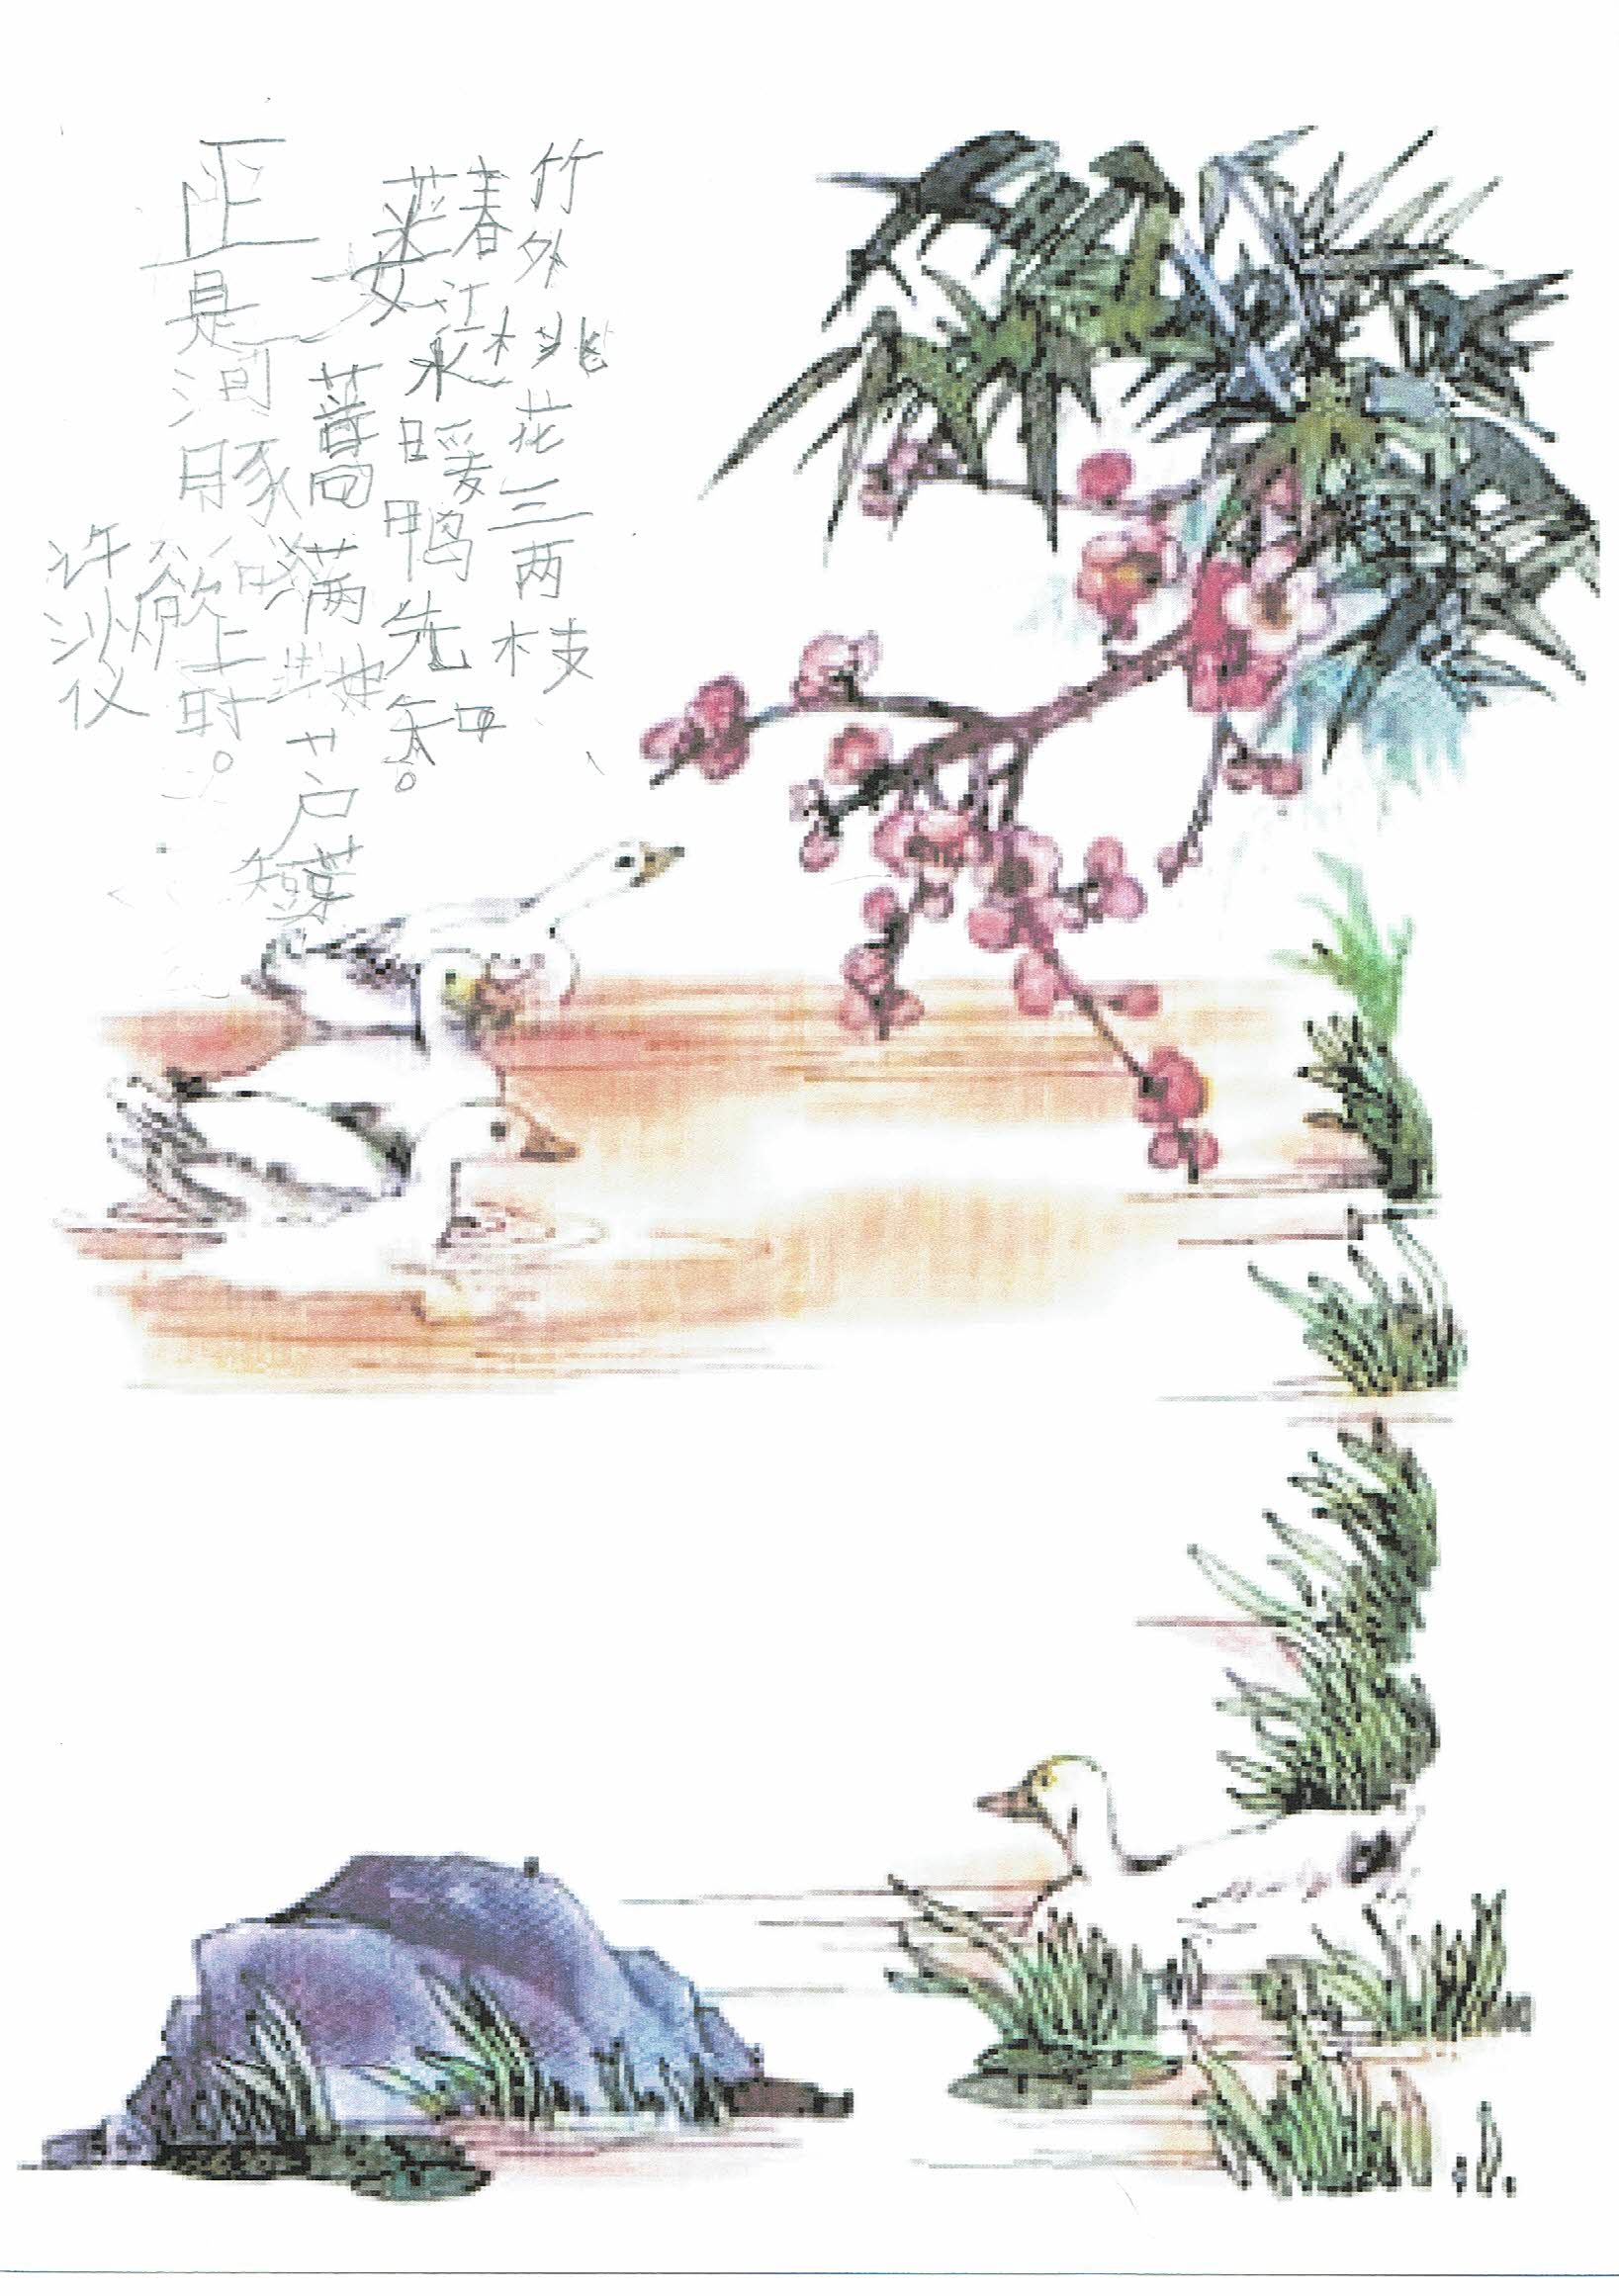 竹外桃花三两枝
春江水暖鸭先知。
蒌蒿满地芦芽短
正是河豚欲上时。
许沙仪